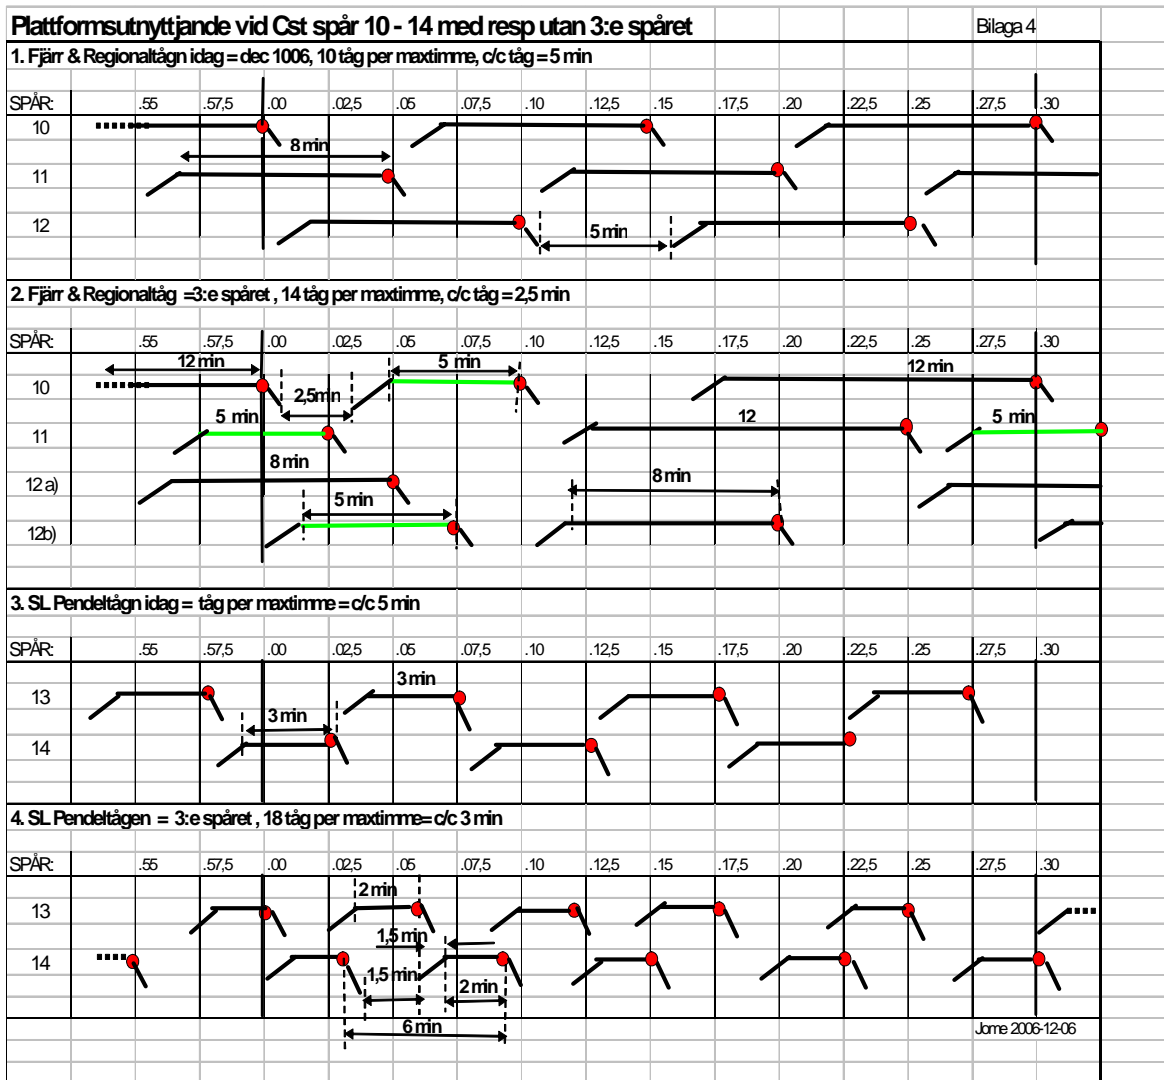 Plattformsutnyttjande vid Cst spår 10 - 14 med resp utan 3:e spåret Bilaga 4
1. Fjärr & Regionaltågn idag = dec 1006, 10 tåg per maxtimme, c/c tåg = 5 min
SPÅR: .55 .57,5 .00 .02,5 .05 .07,5 .10 .12,5 .15 .17,5 .20 .22,5 .25 .27,5 .30
10
8 min
11
12
5 min
2. Fjärr & Regionaltåg =3:e spåret , 14 tåg per maxtimme, c/c tåg = 2,5 min
SPÅR: .55 .57,5 .00 .02,5 .05 .07,5 .10 .12,5 .15 .17,5 .20 .22,5 .25 .27,5 .30
12 min 5 min 12 min
10
2,5min
5 min 12 5 min
11
8 min
12 a)
5 min 8 min
12b)
3. SL Pendeltågn idag = tåg per maxtimme = c/c 5 min
SPÅR: .55 .57,5 .00 .02,5 .05 .07,5 .10 .12,5 .15 .17,5 .20 .22,5 .25 .27,5 .30
3 min
13
3 min
14
4. SL Pendeltågen = 3:e spåret , 18 tåg per maxtimme= c/c 3 min
SPÅR: .55 .57,5 .00 .02,5 .05 .07,5 .10 .12,5 .15 .17,5 .20 .22,5 .25 .27,5 .30
2 min
13
1,5 min
14
1,5 min 2 min
6 min
Jome 2006-12-06